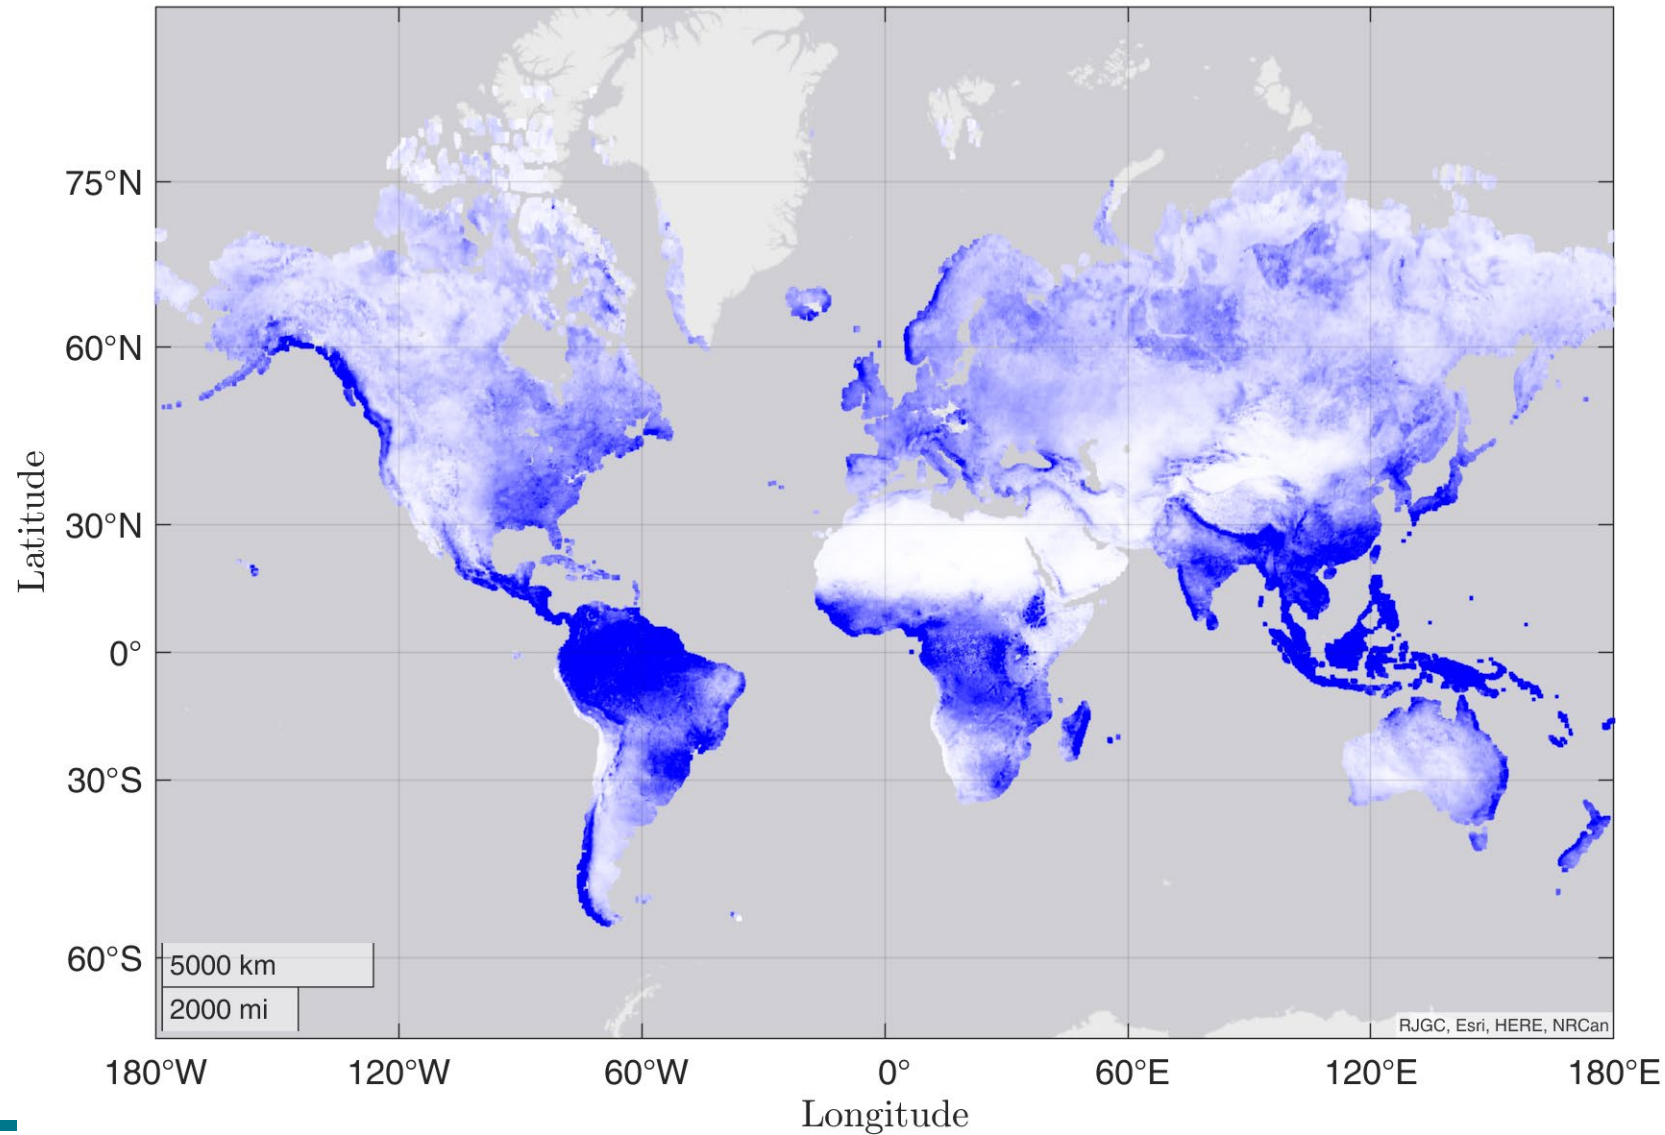 75°N
60°N
30°N
0°
30°S
60°S
Latitude
5000 km
2000 mi
RJGC, Esri, HERE, NRCan
180°W 120°W 60°W 0° 60°E 120°E 180°E
Longitude